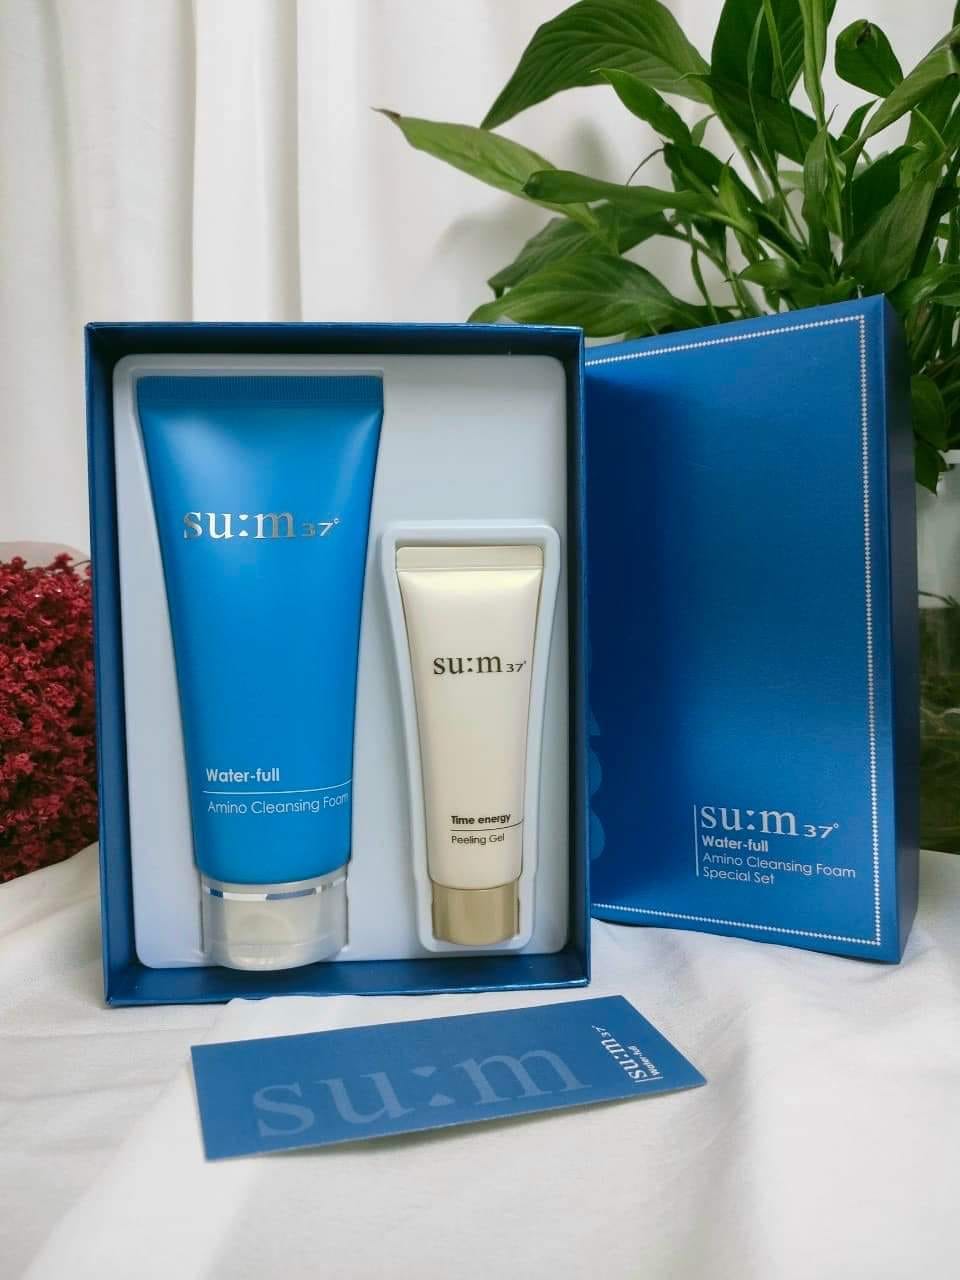 su:m37°
Water-full
Amino Cleansing Foam
su:m37°
Time energy
Peeling Gel
su:m37°
Water-full
Amino Cleansing Foam
Special Set
su:m
su:m37°
Water-full